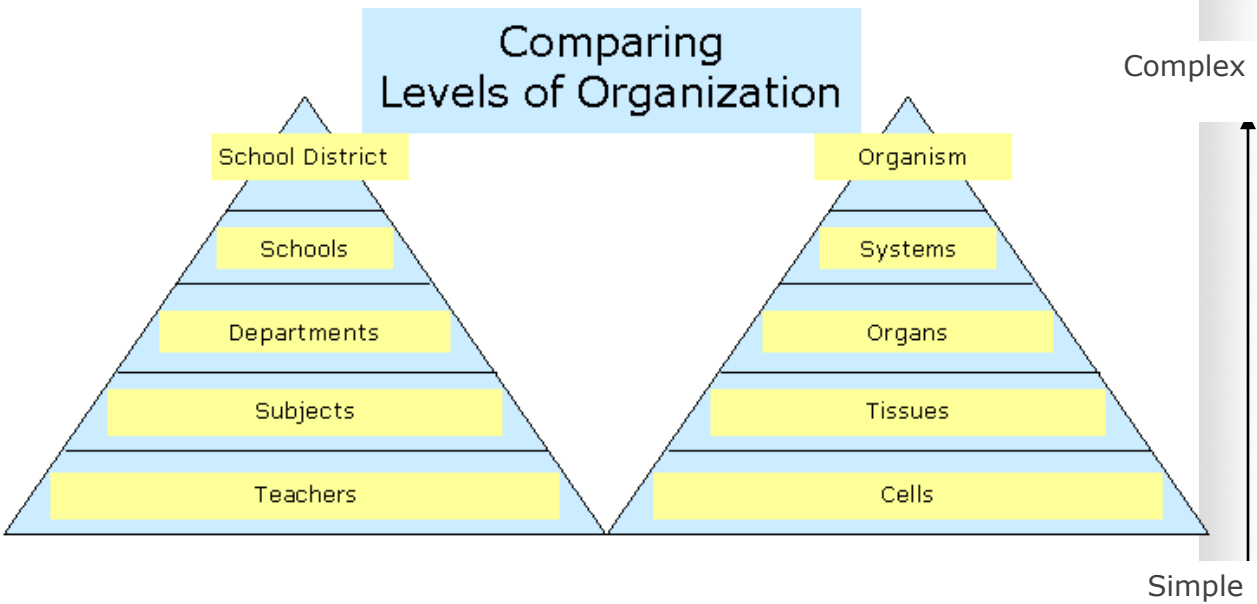 Comparing
Levels of Organization
Complex
School District
Organism
Schools
Systems
Departments
Organs
Subjects
Tissues
Teachers
Cells
Simple